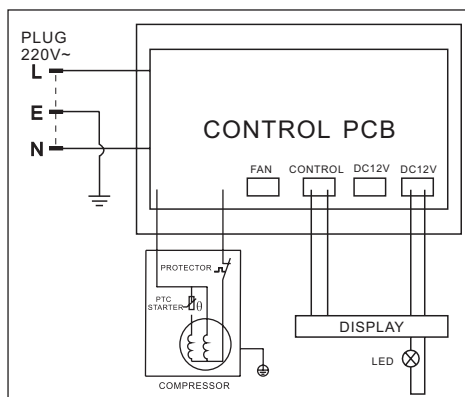 PLUG
220V~
L
E
N
CONTROL PCB
FAN CONTROL DC12V DC12V
PROTECTOR
PTC
STARTER θ
COMPRESSOR
DISPLAY
LED